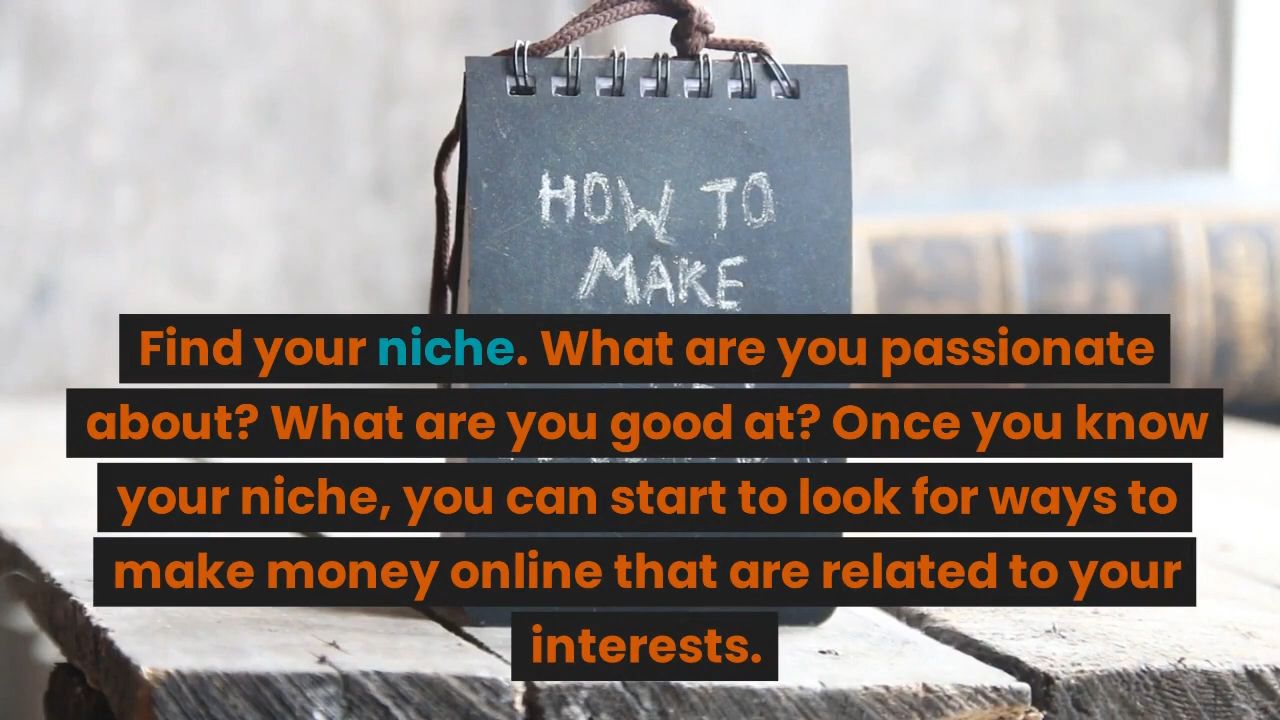 HOW TO
MAKE
Find your niche. What are you passionate
about? What are you good at? Once you know
your niche, you can start to look for ways to
make money online that are related to your
interests.